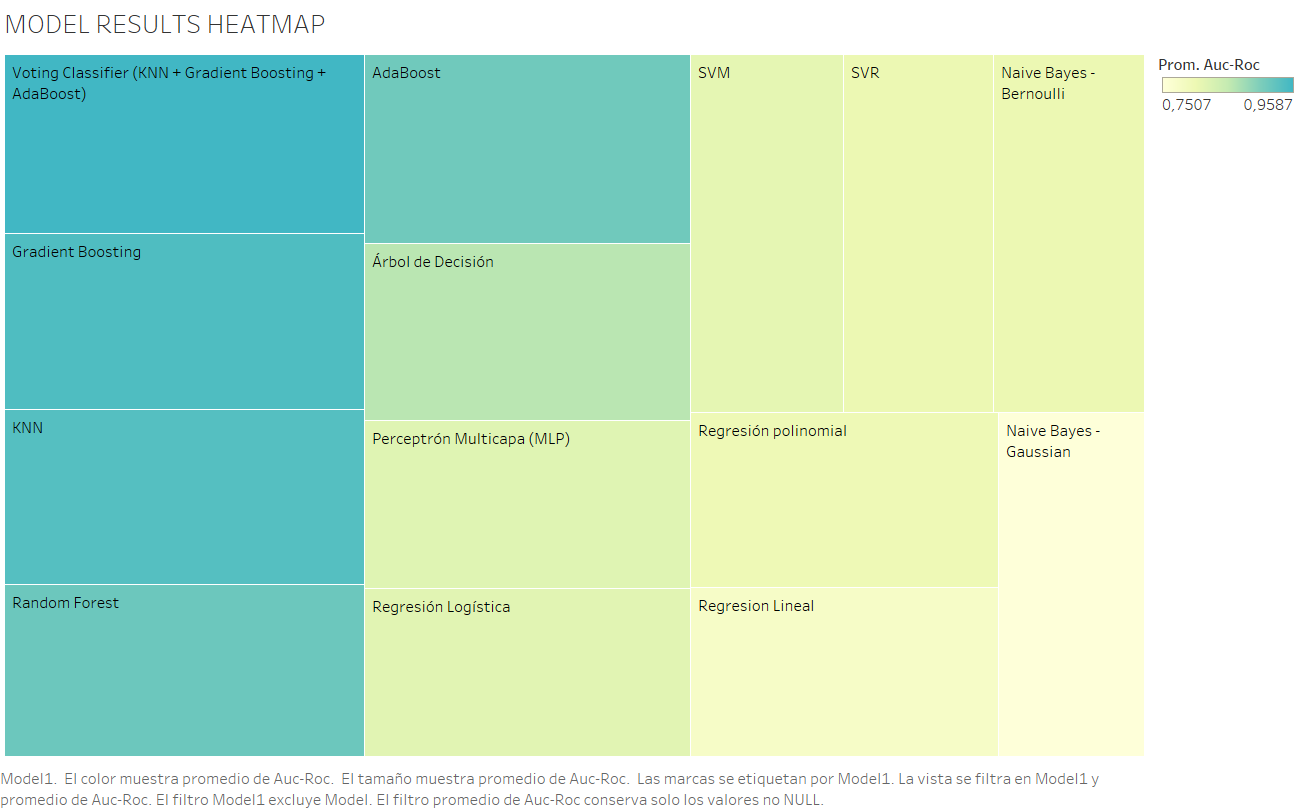 MODEL RESULTS HEATMAP
Voting Classifier (KNN + Gradient Boosting +
AdaBoost)
Gradient Boosting
KNN
Random Forest
AdaBoost
Árbol de Decisión
Perceptrón Multicapa (MLP)
Regresión Logística
SVM
SVR
Naive Bayes -
Bernoulli
Regresión polinomial
Regresion Lineal
Naive Bayes -
Gaussian
Prom. Auc-Roc
0,7507 0,9587
Model1. El color muestra promedio de Auc-Roc. El tamaño muestra promedio de Auc-Roc. Las marcas se etiquetan por Model1. La vista se filtra en Model1 y
promedio de Auc-Roc. El filtro Model1 excluye Model. El filtro promedio de Auc-Roc conserva solo los valores no NULL.